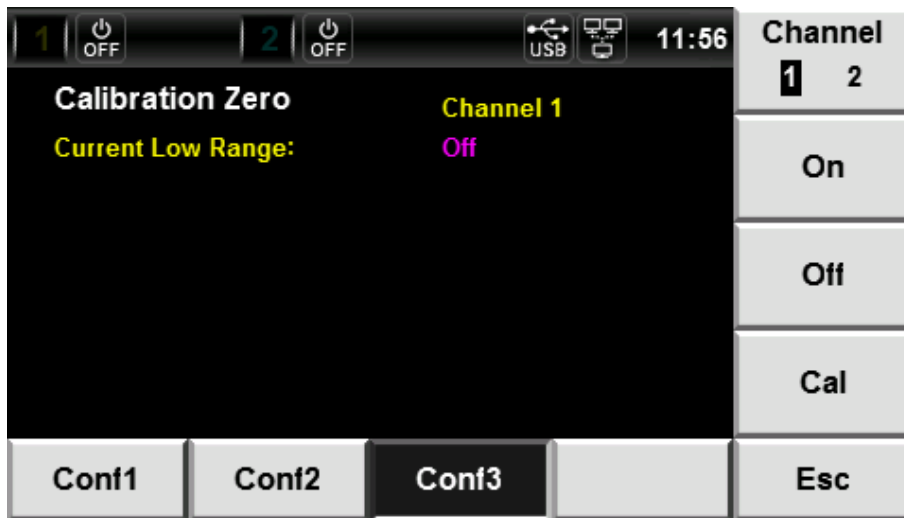 1 OFF 2 OFF USB 11:56
Channel
1 2
Calibration Zero
Channel 1
Current Low Range: Off
On
Off
Cal
Conf1 Conf2 Conf3 Esc